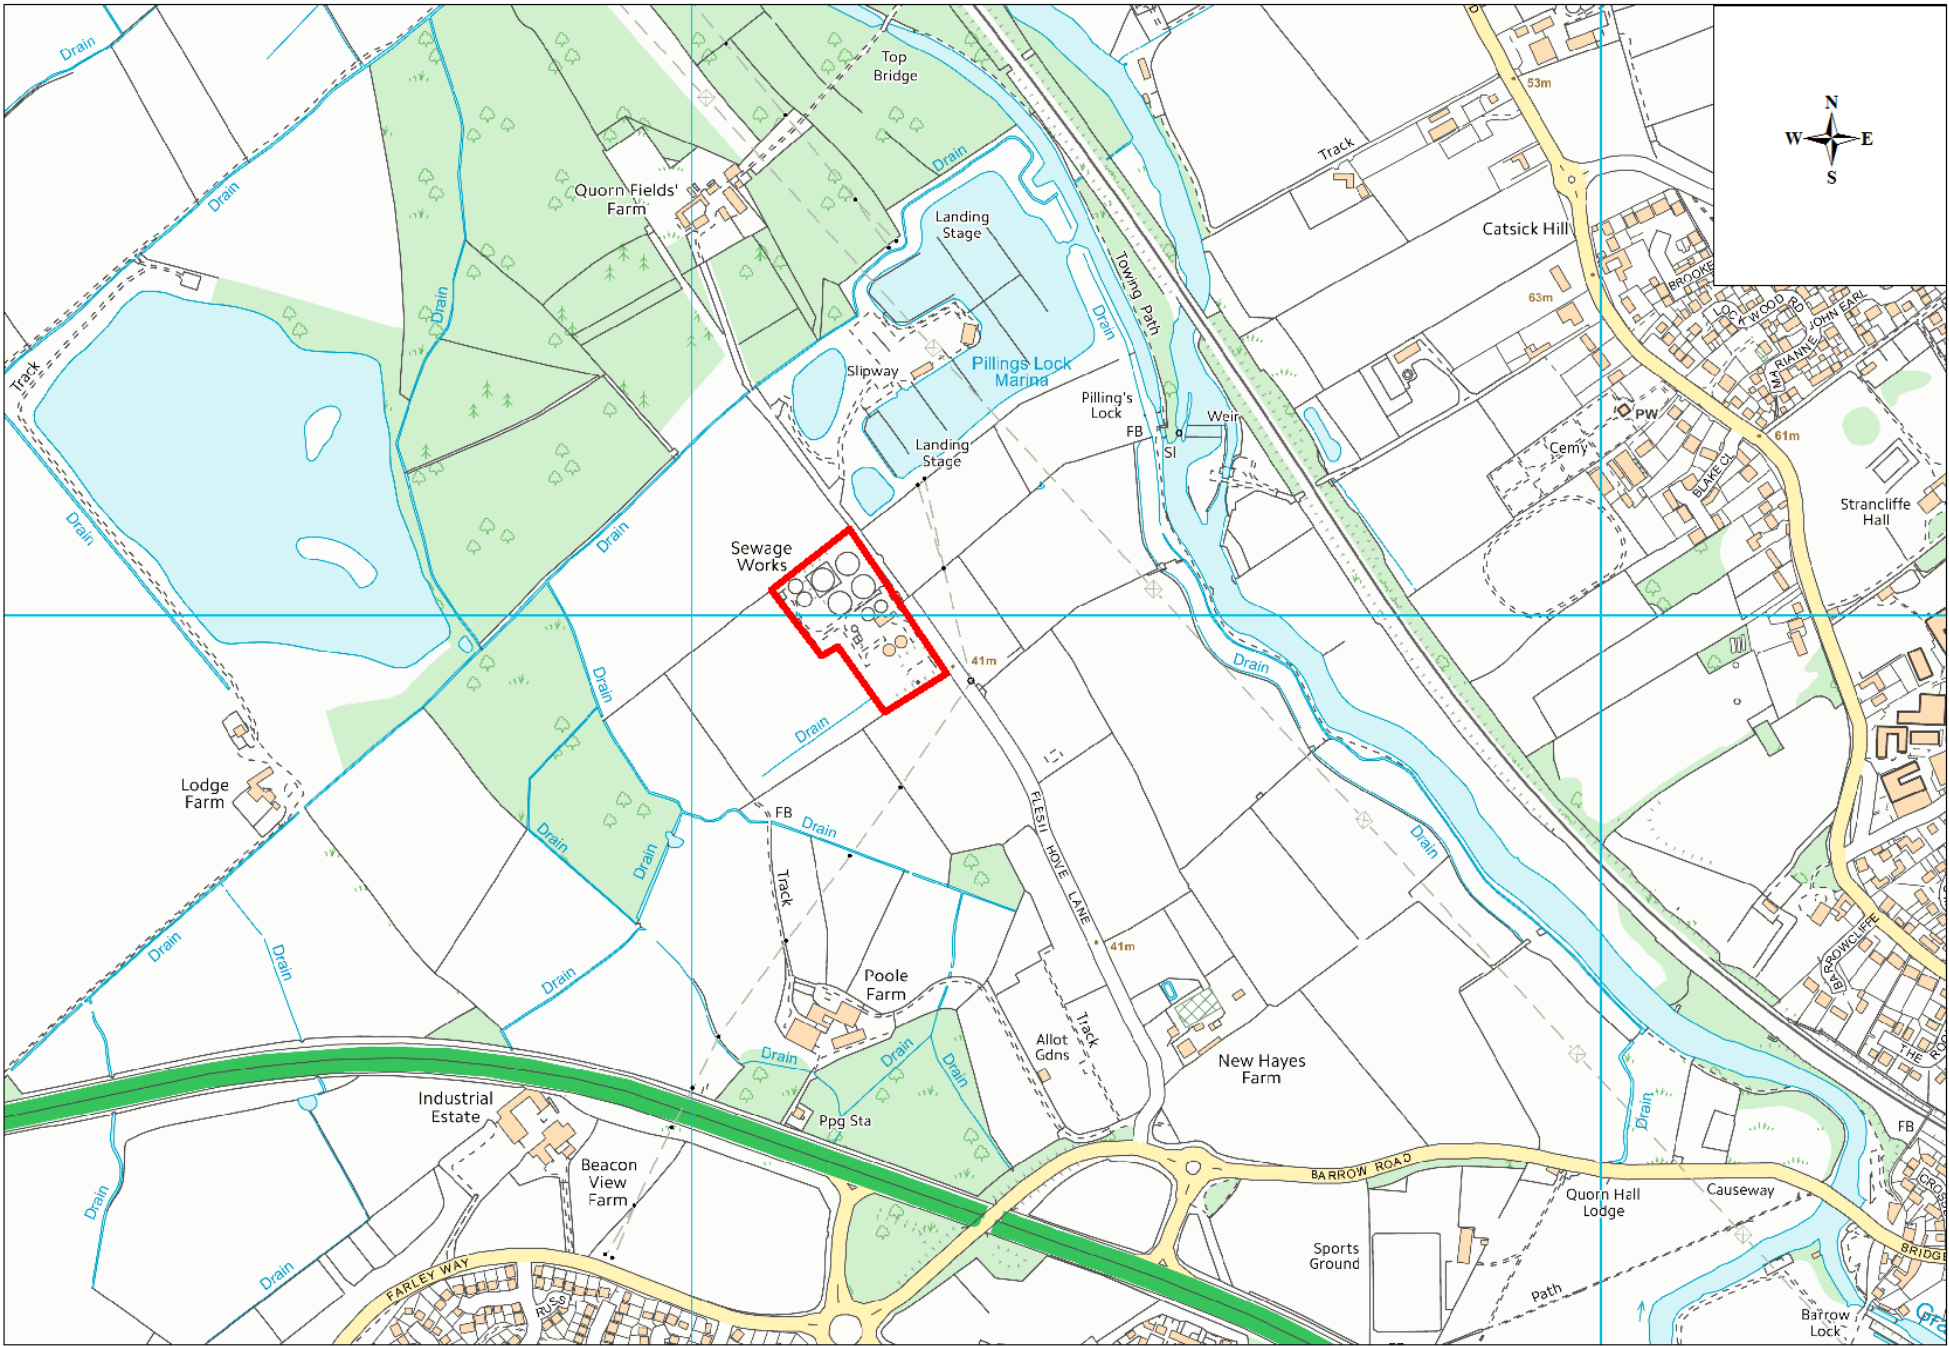 Drain
Top
Bridge
D
53m
N
W
E
S
Track
Drain
Drain
Quorn Fields'
Farm
Landing
Stage
Catsick Hill
Towing Path
Drain
Drain
63m
BROOKE
JOHN EARL
MARIANNE
Track
Slipway
Pillings Lock
Marina
Pilling's
Lock
FB
Weir
SI
PW
61m
Landing
Stage
Cemy
BLAKE CL
Strancliffe
Hall
Drain
Drain
Sewage
Works
41m
Drain
Drain
Drain
Lodge
Farm
FLESH HOVE LANE
FB
Drain
Drain
Drain
Drain
Track
BARROWCLIFFE
Drain
Drain
Drain
41m
Poole
Farm
Track
Allot
Gdns
New Hayes
Farm
THE
Drain
Drain
Drain
Industrial
Estate
Ppg Sta
Drain
FB
Beacon
View
Farm
BARROW ROAD
Quorn Hall
Lodge
Causeway
Drain
CROS
Sports
Ground
BRIDGE
Drain
FARLEY WAY
RUSS
Path
Barrow
Lock
Gra